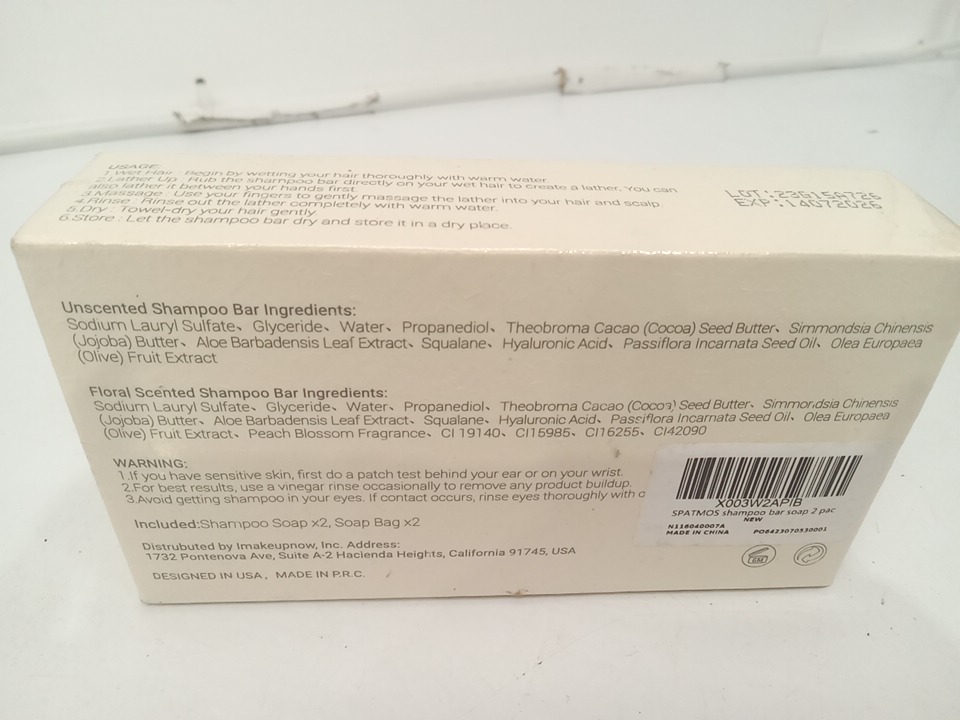 USAGE:
1.Wet Hair : Begin by wetting your hair thoroughly with warm water.
2.Lather Up : Rub the shampoo bar directly on your wet hair to create a lather. You can
also lather it between your hands first.
3.Massage : Use your fingers to gently massage the lather into your hair and scalp.
4.Rinse : Rinse out the lather completely with warm water.
5.Dry : Towel-dry your hair gently.
6.Store : Let the shampoo bar dry and store it in a dry place.
LOT:23G15A726
EXP:14072026
Unscented Shampoo Bar Ingredients:
Sodium Lauryl Sulfate、Glyceride、Water、Propanediol、Theobroma Cacao (Cocoa) Seed Butter、Simmondsia Chinensis
(Jojoba) Butter、Aloe Barbadensis Leaf Extract、Squalane、Hyaluronic Acid、Passiflora Incarnata Seed Oil、Olea Europaea
(Olive) Fruit Extract
Floral Scented Shampoo Bar Ingredients:
Sodium Lauryl Sulfate、Glyceride、Water、Propanediol、Theobroma Cacao (Cocoa) Seed Butter、Simmondsia Chinensis
(Jojoba) Butter、Aloe Barbadensis Leaf Extract、Squalane、Hyaluronic Acid、Passiflora Incarnata Seed Oil、Olea Europaea
(Olive) Fruit Extract、Peach Blossom Fragrance、CI 19140、CI15985、CI16255、CI42090
WARNING:
1.If you have sensitive skin, first do a patch test behind your ear or on your wrist.
2.For best results, use a vinegar rinse occasionally to remove any product buildup.
3.Avoid getting shampoo in your eyes. If contact occurs, rinse eyes thoroughly with
Included:Shampoo Soap x2, Soap Bag x2
Distrubuted by Imakeupnow, Inc. Address:
1732 Pontenova Ave, Suite A-2 Hacienda Heights, California 91745, USA
DESIGNED IN USA, MADE IN P.R.C.
X003W2APIB
SPATMOS shampoo bar soap 2 pac
NEW
N116040007A
MADE IN CHINA PO6423070530001